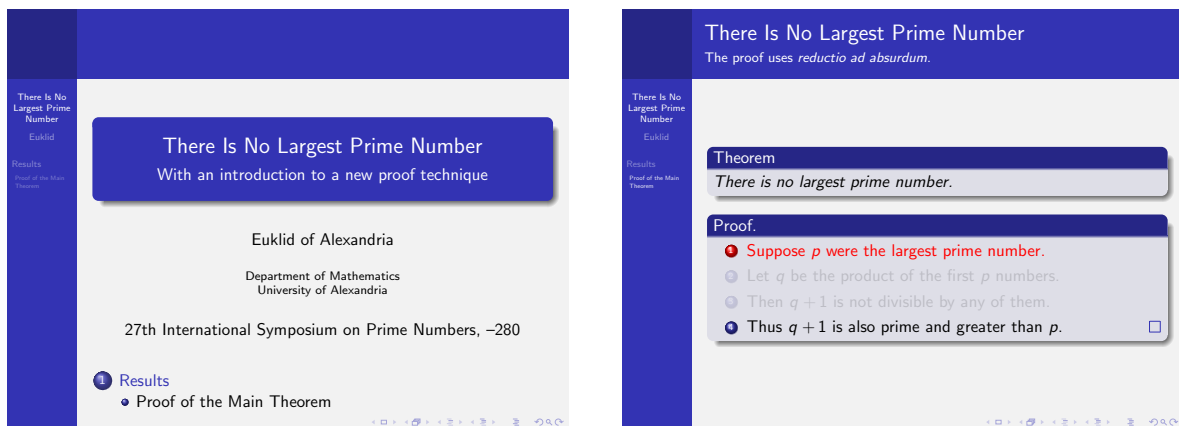 There Is No
Largest Prime
Number
Euklid
Results
Proof of the Main
Theorem
There Is No Largest Prime Number
With an introduction to a new proof technique
Euklid of Alexandria
Department of Mathematics
University of Alexandria
27th International Symposium on Prime Numbers, –280
1 Results
Proof of the Main Theorem
There Is No Largest Prime Number
The proof uses reductio ad absurdum.
There Is No
Largest Prime
Number
Euklid
Results
Proof of the Main
Theorem
Theorem
There is no largest prime number.
Proof.
1 Suppose p were the largest prime number.
2 Let q be the product of the first p numbers.
3 Then q + 1 is not divisible by any of them.
4 Thus q + 1 is also prime and greater than p. □